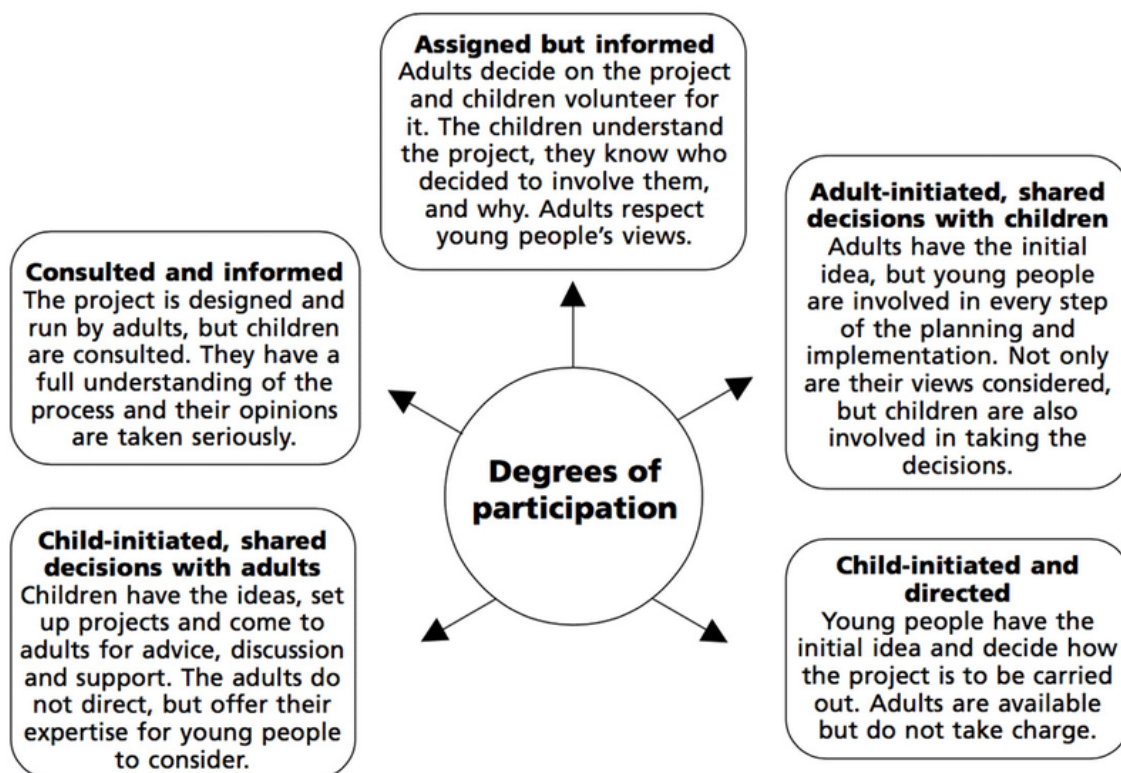 Assigned but informed
Adults decide on the project
and children volunteer for
it. The children understand
the project, they know who
decided to involve them,
and why. Adults respect
young people’s views.
Adult-initiated, shared
decisions with children
Adults have the initial
idea, but young people
are involved in every step
of the planning and
implementation. Not only
are their views considered,
but children are also
involved in taking the
decisions.
Consulted and informed
The project is designed and
run by adults, but children
are consulted. They have a
full understanding of the
process and their opinions
are taken seriously.
Degrees of
participation
Child-initiated, shared
decisions with adults
Children have the ideas, set
up projects and come to
adults for advice, discussion
and support. The adults do
not direct, but offer their
expertise for young people
to consider.
Child-initiated and
directed
Young people have the
initial idea and decide how
the project is to be carried
out. Adults are available
but do not take charge.